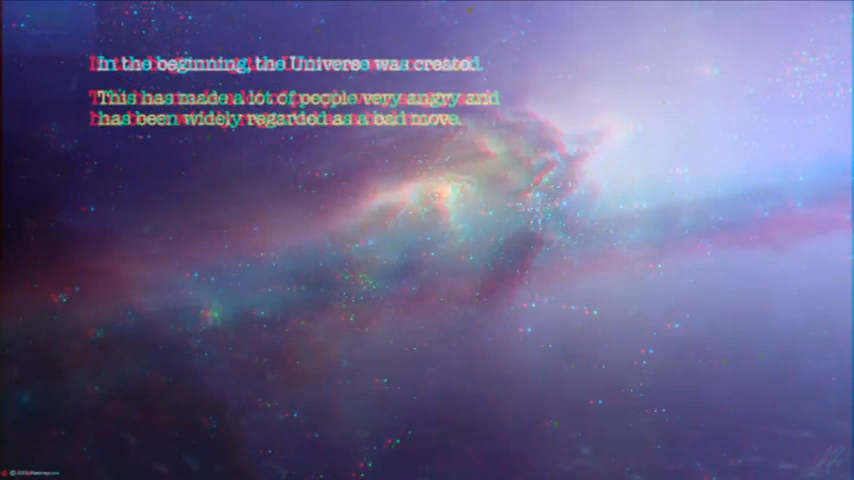 In the beginning, the Universe was created.
This has made a lot of people very angry and
has been widely regarded as a bad move.